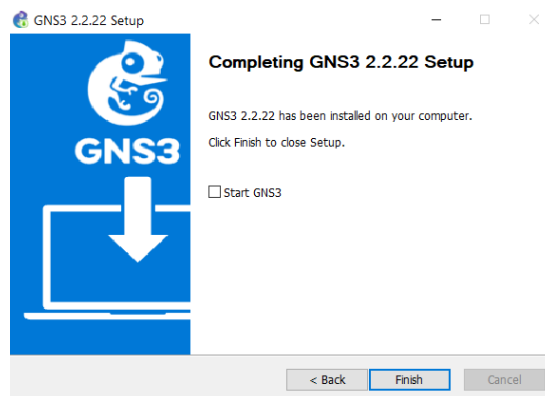 GNS3 2.2.22 Setup
Completing GNS3 2.2.22 Setup
GNS3 2.2.22 has been installed on your computer.
Click Finish to close Setup.
GNS3
Start GNS3
< Back
Finish
Cancel